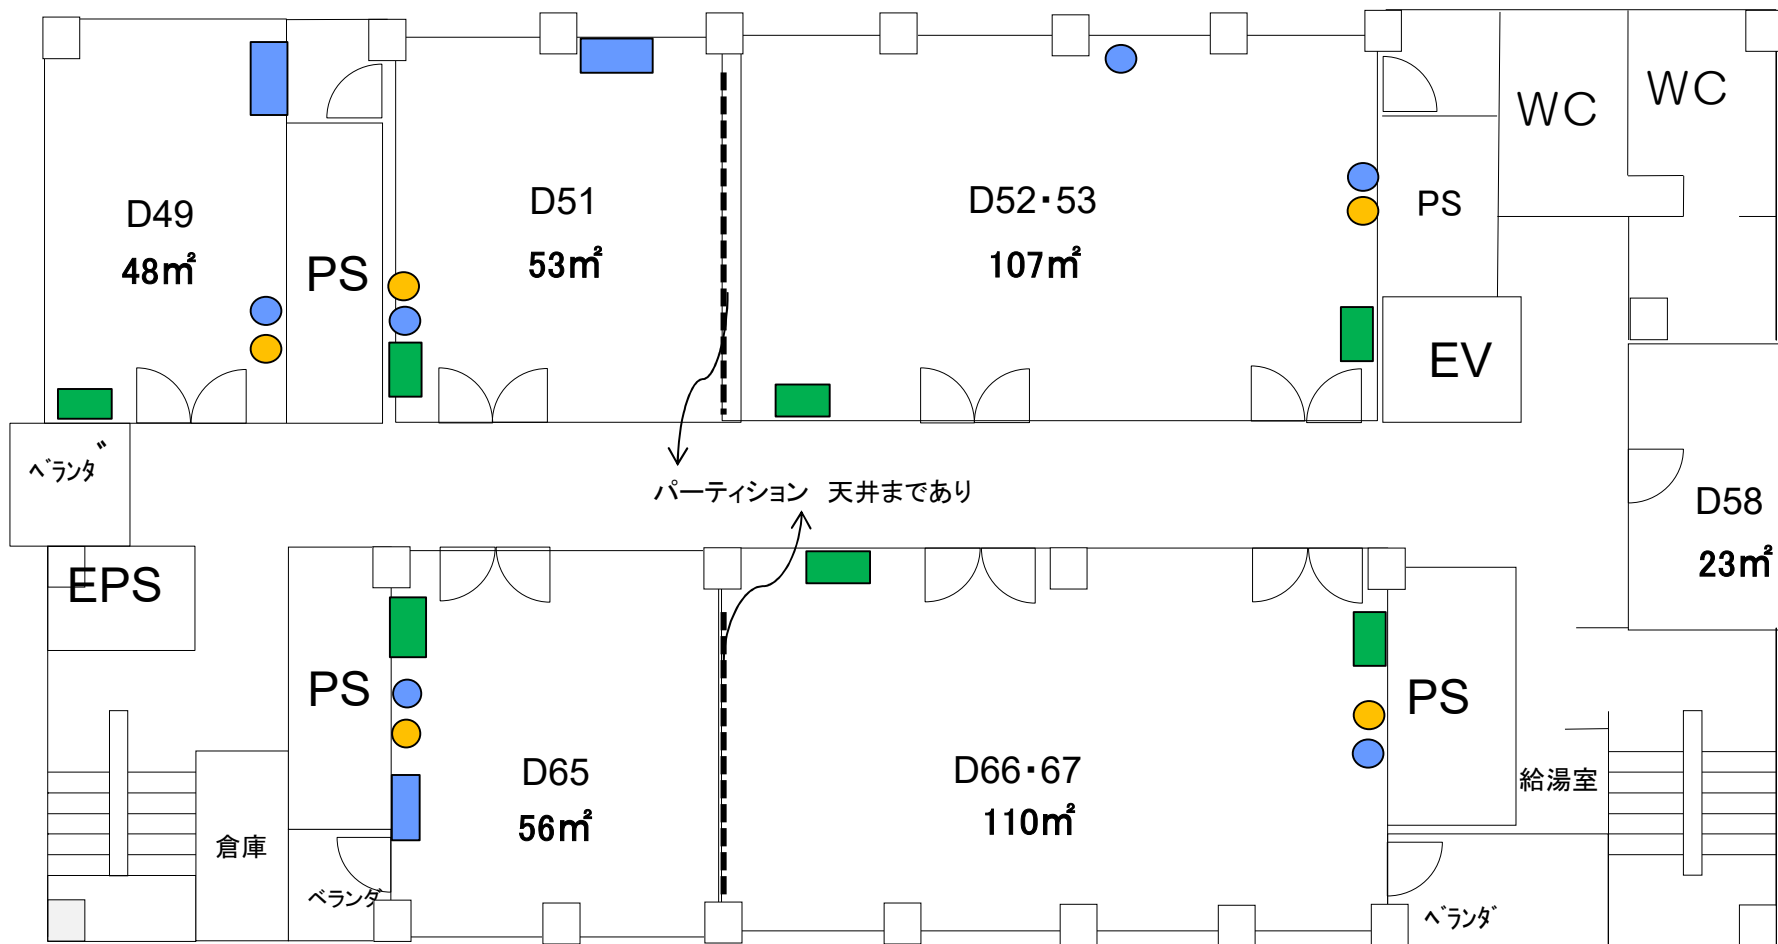 WC
WC
D49
48㎡
PS
D51
53㎡
D52・53
107㎡
PS
EV
ベランダ
パーティション　天井まであり
D58
23㎡
EPS
PS
D65
56㎡
D66・67
110㎡
PS
給湯室
倉庫
ベランダ
ベランダ